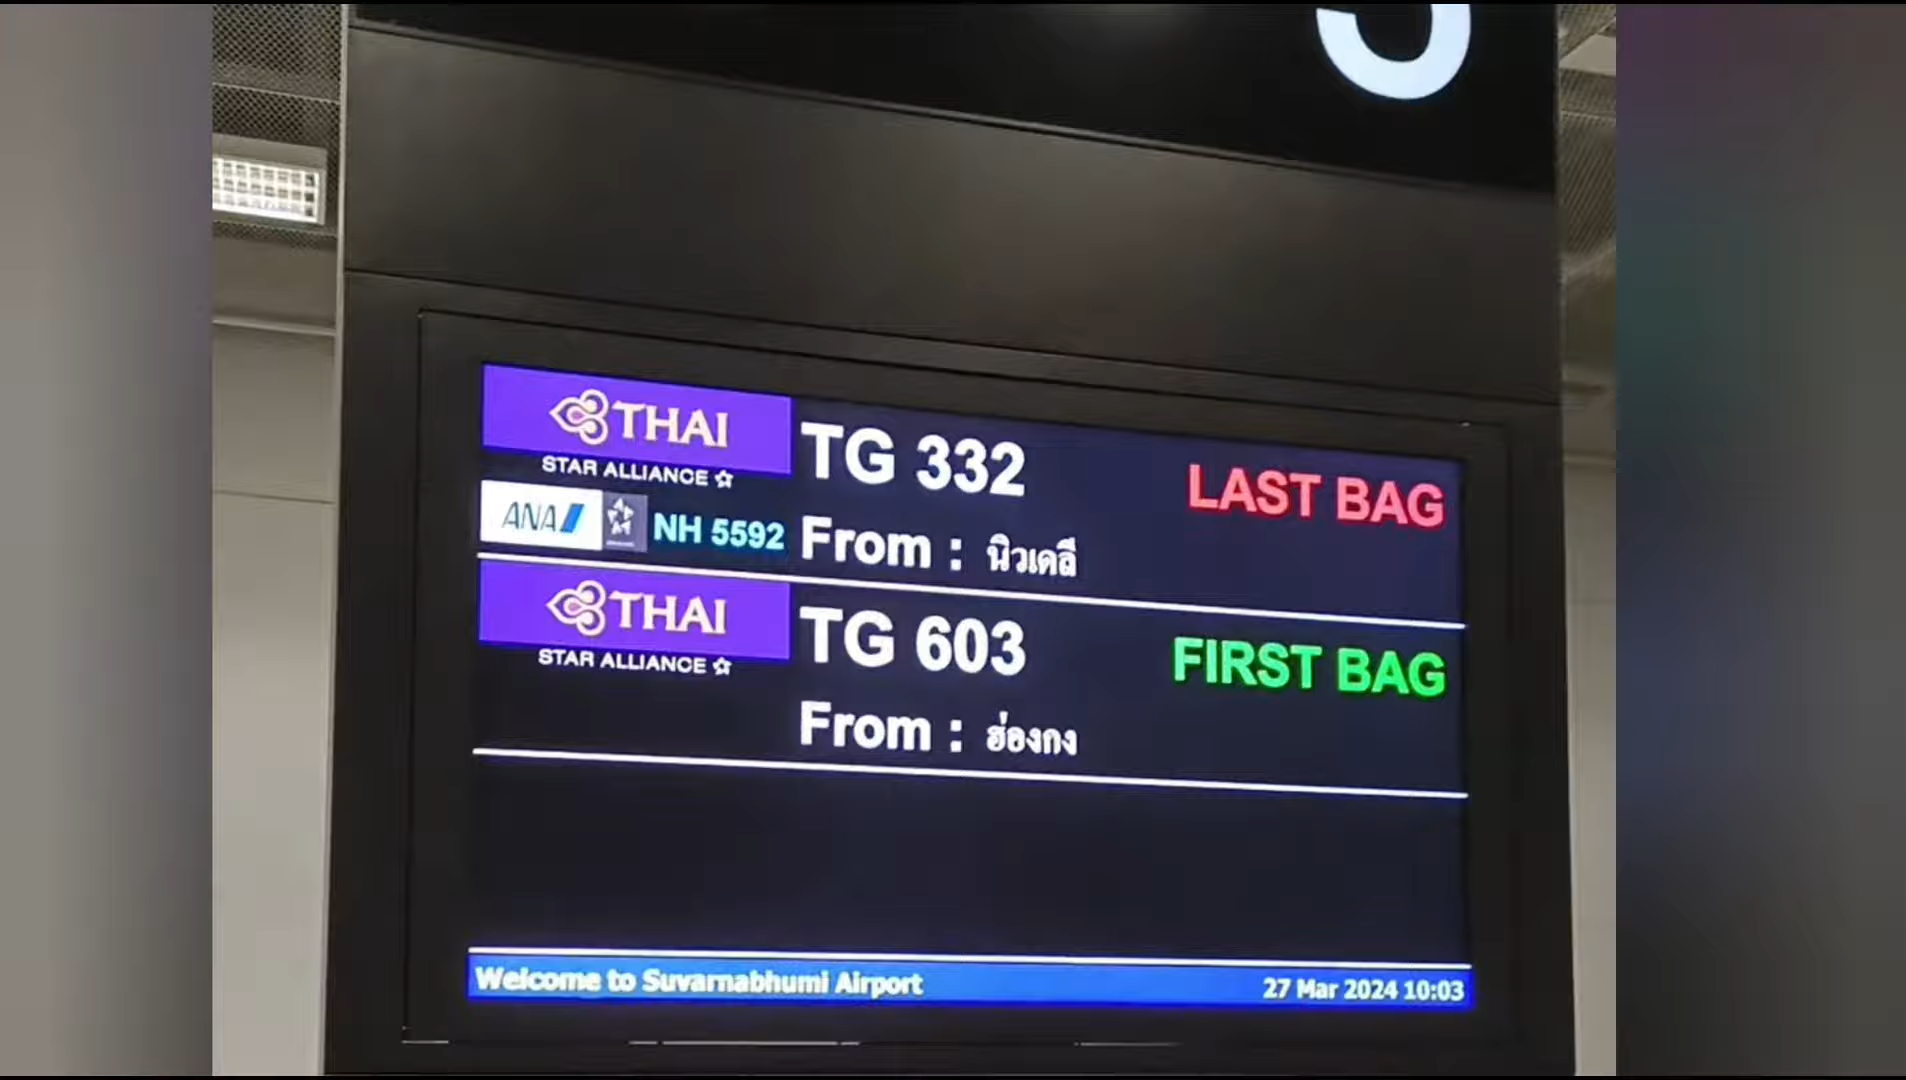 THAI
STAR ALLIANCE
TG 332
LAST BAG
ANA
NH 5592
From : นิวเดลี
THAI
STAR ALLIANCE
TG 603
FIRST BAG
From : ฮ่องกง
Welcome to Suvarnabhumi Airport
27 Mar 2024 10:03